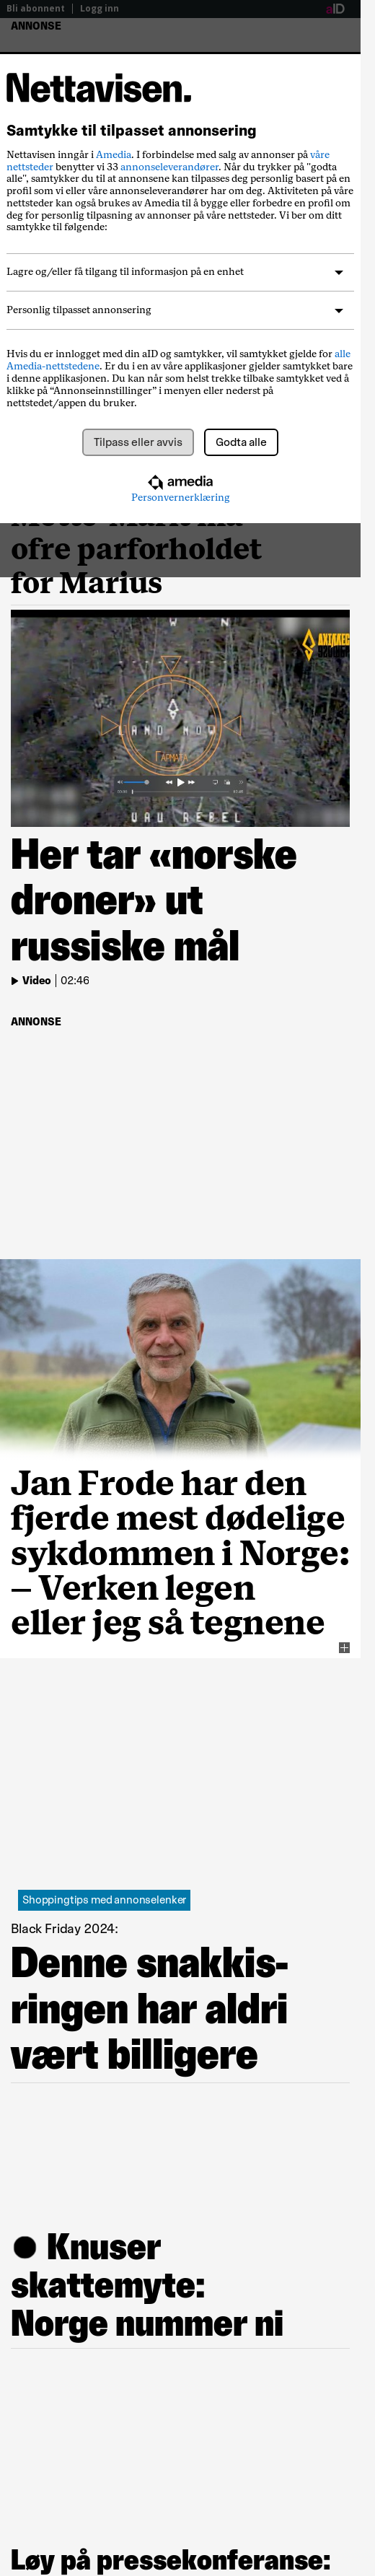 Bli abonnent | Logg inn
aID
ANNONSE
Nettavisen.
Samtykke til tilpasset annonsering
Nettavisen inngår i Amedia. I forbindelse med salg av annonser på våre
nettsteder benytter vi 33 annonseleverandører. Når du trykker på "godta
alle", samtykker du til at annonsene kan tilpasses deg personlig basert på en
profil som vi eller våre annonseleverandører har om deg. Aktiviteten på våre
nettsteder kan også brukes av Amedia til å bygge eller forbedre en profil om
deg for personlig tilpasning av annonser på våre nettsteder. Vi ber om ditt
samtykke til følgende:
Lagre og/eller få tilgang til informasjon på en enhet
Personlig tilpasset annonsering
Hvis du er innlogget med din aID og samtykker, vil samtykket gjelde for alle
Amedia-nettstedene. Er du i en av våre applikasjoner gjelder samtykket bare
i denne applikasjonen. Du kan når som helst trekke tilbake samtykket ved å
klikke på “Annonseinnstillinger” i menyen eller nederst på
nettstedet/appen du bruker.
Tilpass eller avvis
Godta alle
amedia
Personvernerklæring
ofre parforholdet
for Marius
W N
LAND NOW
UAV REBEL
Her tar «norske
droner» ut
russiske mål
Video | 02:46
ANNONSE
Jan Frode har den
fjerde mest dødelige
sykdommen i Norge:
– Verken legen
eller jeg så tegnene
Shoppingtips med annonselenker
Black Friday 2024:
Denne snakkis-
ringen har aldri
vært billigere
● Knuser
skattemyte:
Norge nummer ni
Løy på pressekonferanse: